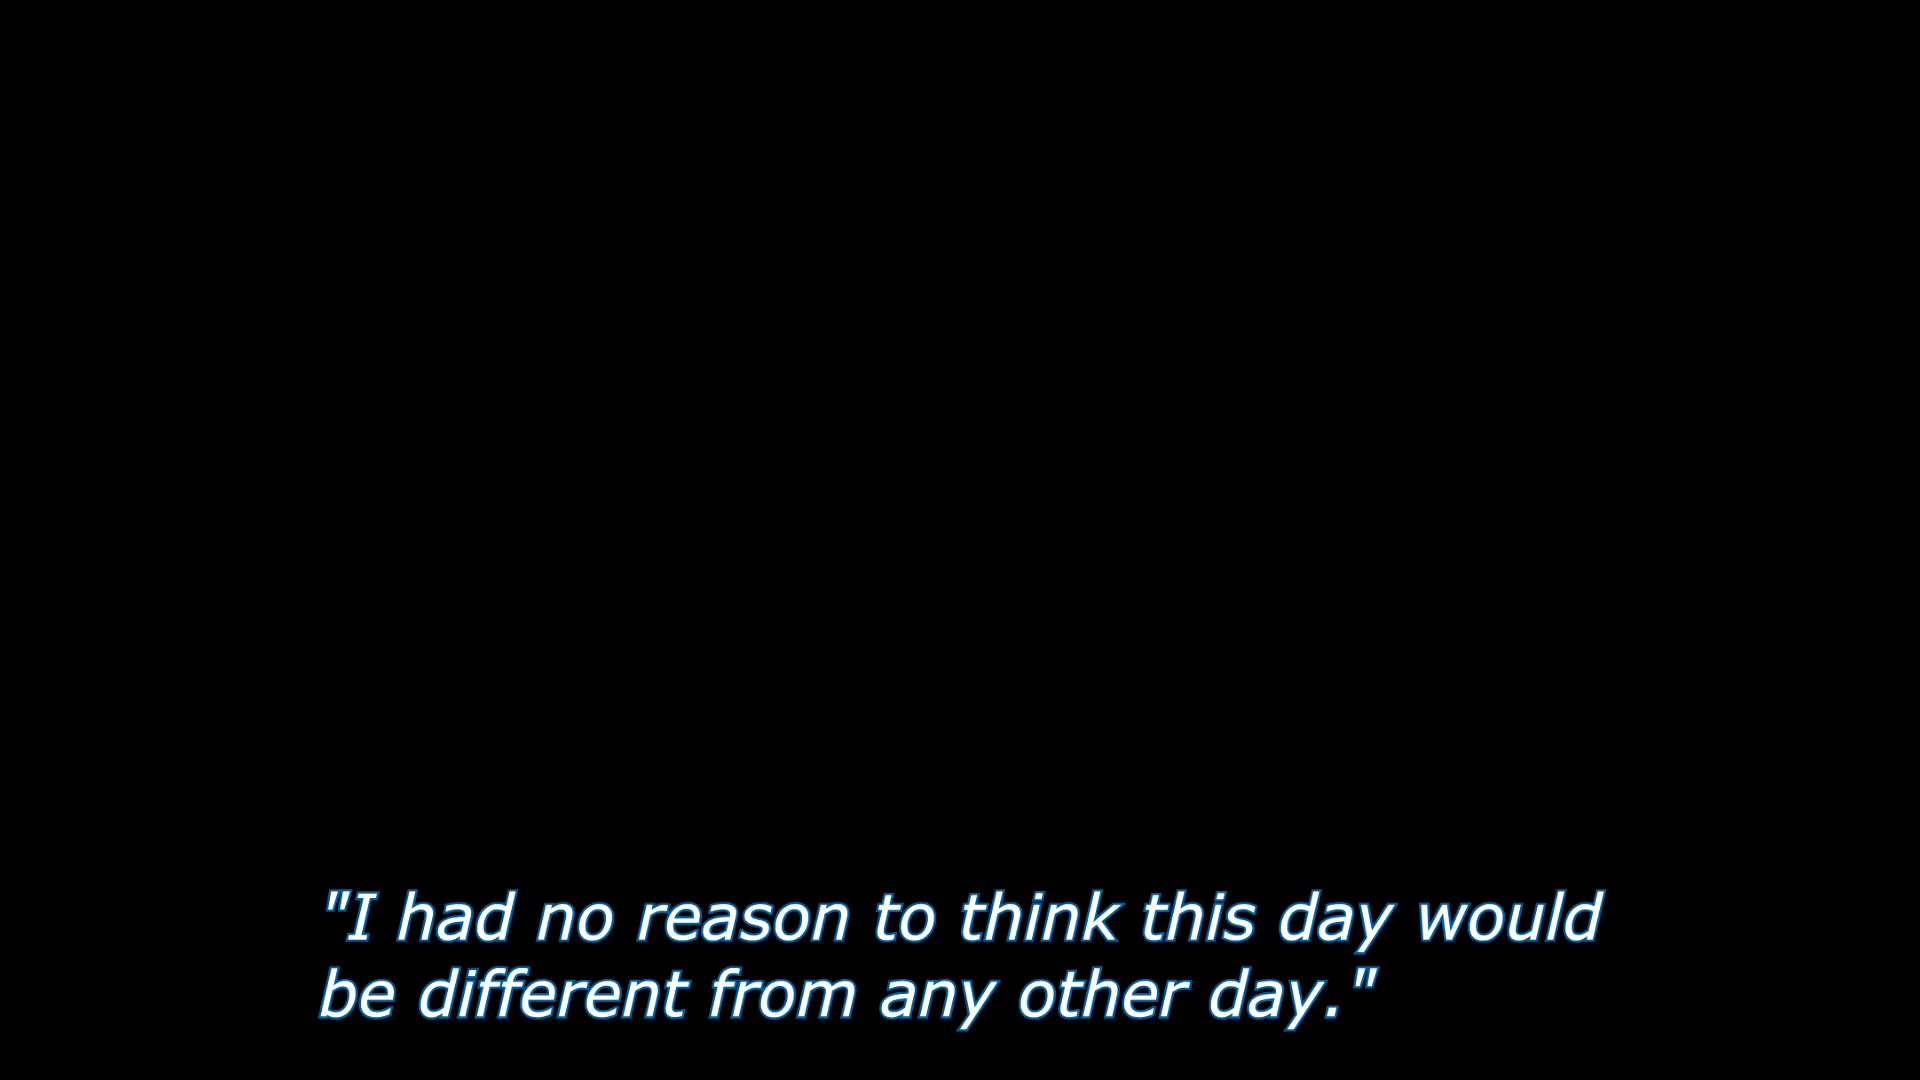 "I had no reason to think this day would
be different from any other day."